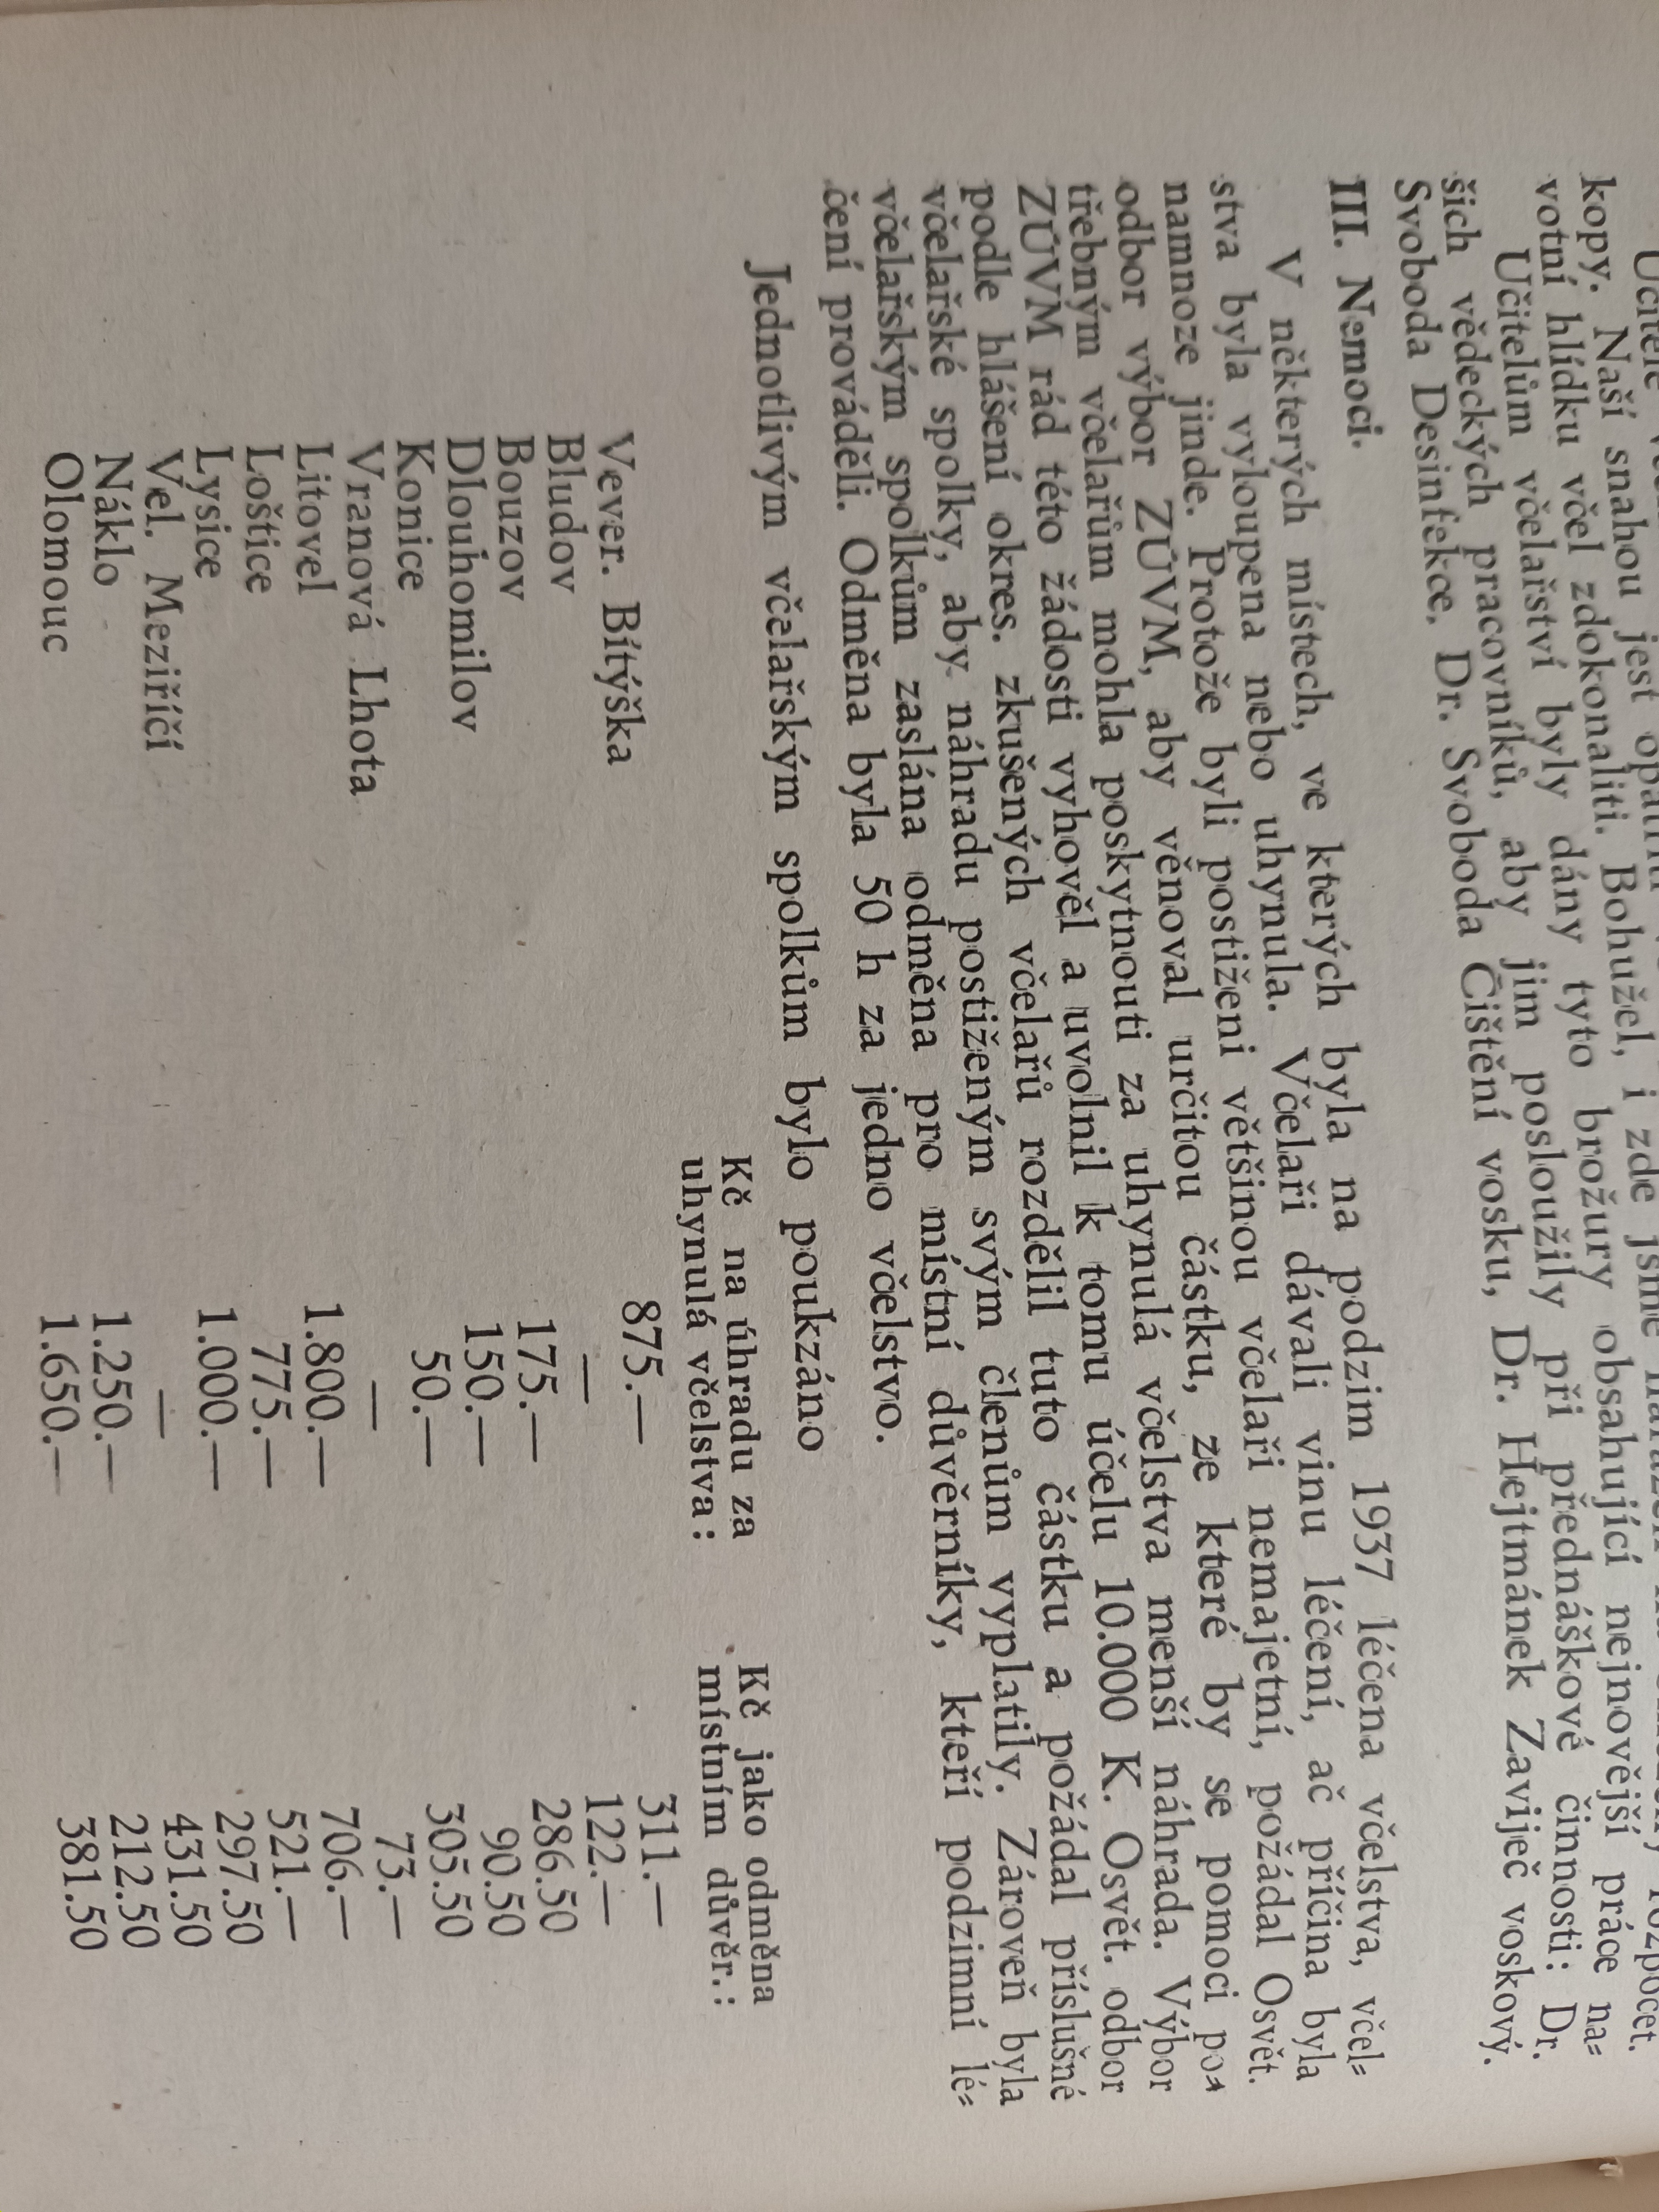 kopy. Naší snahou jest opatřiti Bohužel, i zde jsme
votní hlídku včel zdokonaliti. Bohužel, i zde jsme
Učitelům včelařství byly dány tyto brožury obsahující nejnovější práce na=
ších vědeckých pracovníků, aby jim posloužily při přednáškové činnosti: Dr.
Svoboda Desinfekce, Dr. Svoboda Čištění vosku, Dr. Hejtmánek Zaviječ voskový.
III. Nemoci.
V některých místech, ve kterých byla na podzim 1937 léčena včelstva, včel=
stva byla vyloupena nebo uhynula. Včelaři dávali vinu léčení, ač příčina byla
namnoze jinde. Protože byli postiženi většinou včelaři nemajetní, požádal Osvět.
odbor výbor ZÚVM, aby věnoval určitou částku, ze které by se pomoci po=
třebným včelařům mohla poskytnouti za uhynulá včelstva menší náhrada. Výbor
ZÚVM rád této žádosti vyhověl a uvolnil k tomu účelu 10.000 K. Osvět. odbor
podle hlášení okres. zkušených včelařů rozdělil tuto částku a požádal příslušné
včelařské spolky, aby náhradu postiženým svým členům vyplatily. Zároveň byla
včelařským spolkům zaslána odměna pro místní důvěrníky, kteří podzimní lé=
čení prováděli. Odměna byla 50 h za jedno včelstvo.
Jednotlivým včelařským spolkům bylo poukzáno
Kč na úhradu za uhynulá včelstva: Kč jako odměna místním důvěr.:
Vever. Bítýška 875.— 311.—
Bludov — 122.—
Bouzov 175.— 286.50
Dlouhomilov 150.— 90.50
Konice 50.— 305.50
Vranová Lhota — 73.—
Litovel 1.800.— 706.—
Loštice 775.— 521.—
Lysice 1.000.— 297.50
Vel. Meziříčí — 431.50
Náklo 1.250.— 212.50
Olomouc 1.650.— 381.50